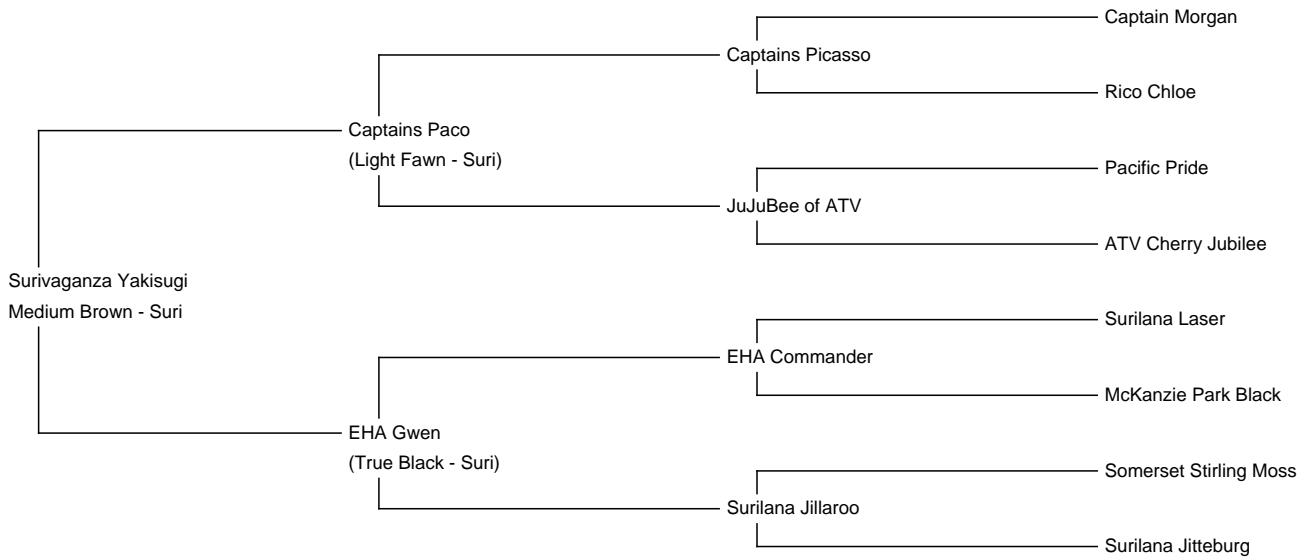 Captain Morgan
Captains Picasso
Rico Chloe
Captains Paco
(Light Fawn - Suri)
Pacific Pride
JuJuBee of ATV
ATV Cherry Jubilee
Surivaganza Yakisugi
Medium Brown - Suri
Surilana Laser
EHA Commander
McKanzie Park Black
EHA Gwen
(True Black - Suri)
Somerset Stirling Moss
Surilana Jillaroo
Surilana Jitteburg